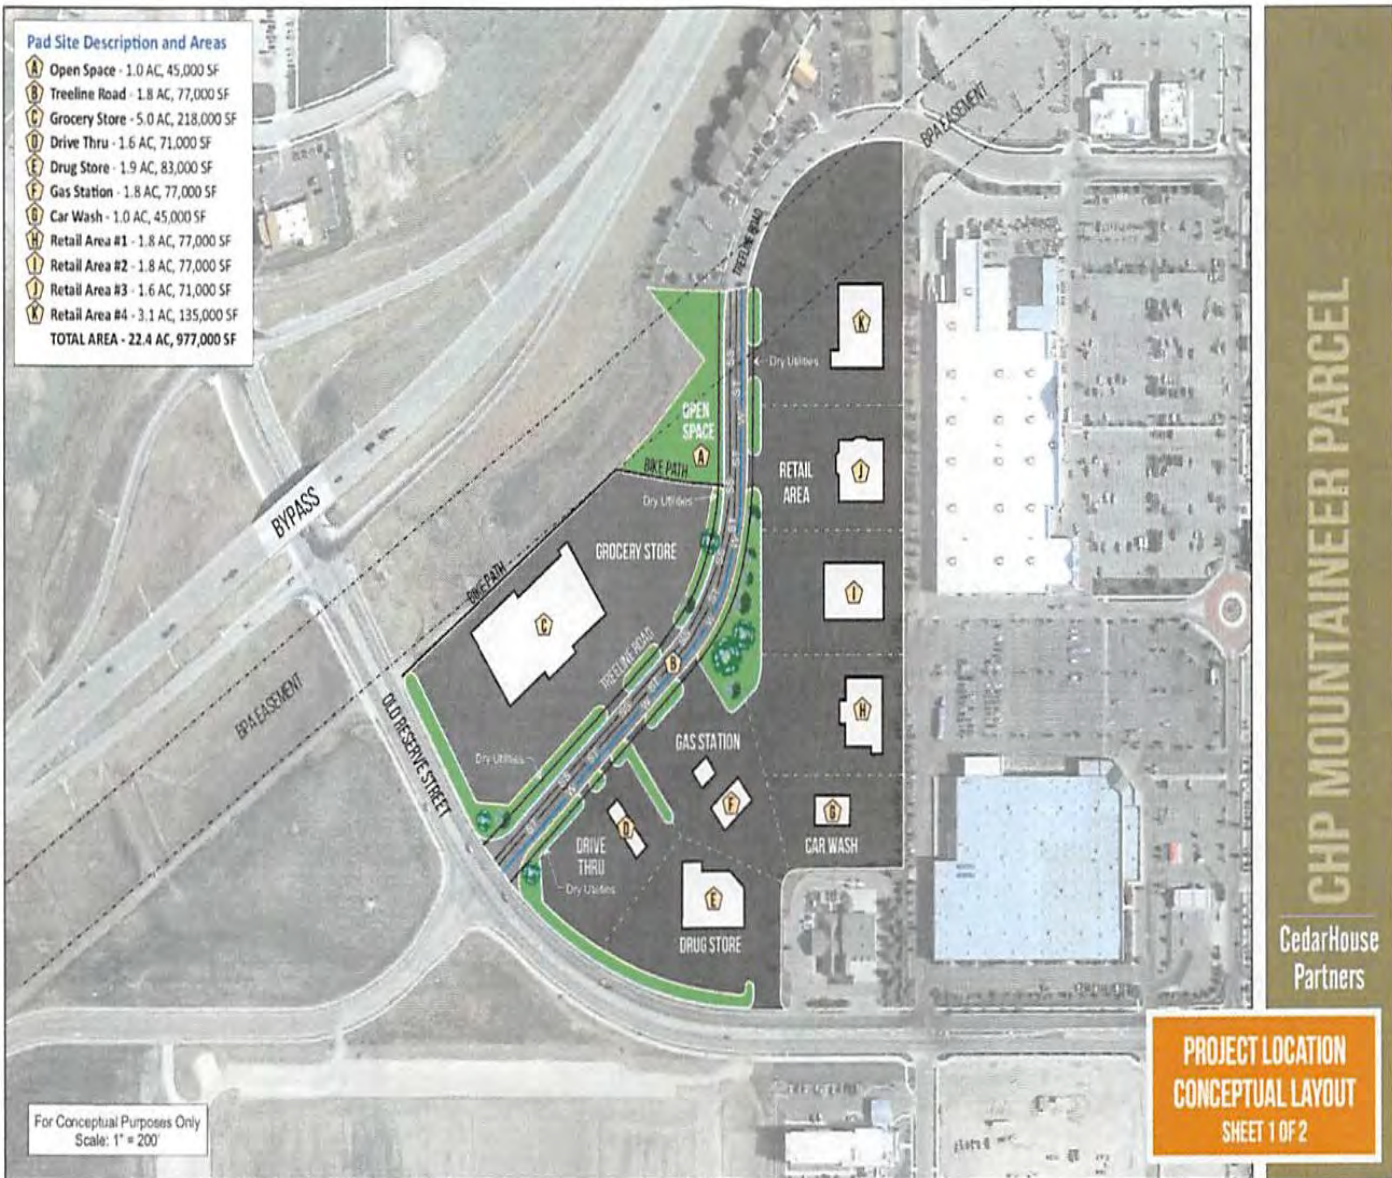 Pad Site Description and Areas
A Open Space - 1.0 AC, 45,000 SF
B Treeline Road - 1.8 AC, 77,000 SF
C Grocery Store - 5.0 AC, 218,000 SF
D Drive Thru - 1.6 AC, 71,000 SF
E Drug Store - 1.9 AC, 83,000 SF
F Gas Station - 1.8 AC, 77,000 SF
G Car Wash - 1.0 AC, 45,000 SF
H Retail Area #1 - 1.8 AC, 77,000 SF
I Retail Area #2 - 1.8 AC, 77,000 SF
J Retail Area #3 - 1.6 AC, 71,000 SF
K Retail Area #4 - 3.1 AC, 135,000 SF
TOTAL AREA - 22.4 AC, 977,000 SF
BPA EASEMENT
TREELINE ROAD
K
Dry Utilities
OPEN
SPACE
A
BIKE PATH
RETAIL
AREA
J
Dry Utilities
BYPASS
GROCERY STORE
BIKE PATH
I
C
TREELINE ROAD
B
BPA EASEMENT
OLD RESERVE STREET
H
GAS STATION
Dry Utilities
F
G
D
DRIVE
THRU
CAR WASH
Dry Utilities
E
DRUG STORE
For Conceptual Purposes Only
Scale: 1" = 200'
CHP MOUNTAINEER PARCEL
CedarHouse
Partners
PROJECT LOCATION
CONCEPTUAL LAYOUT
SHEET 1 OF 2